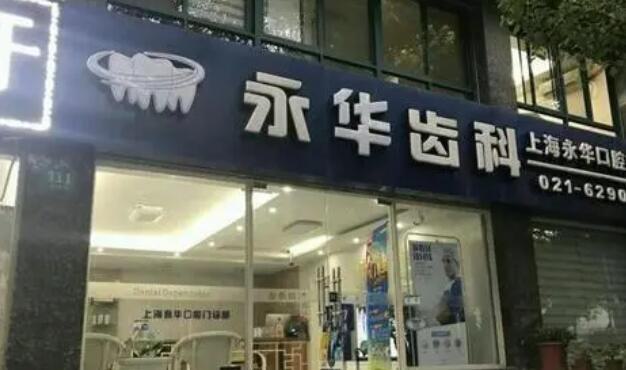 永华齿科
上海永华口腔
021-6290
111
Dental Department
上海永华口腔门诊部